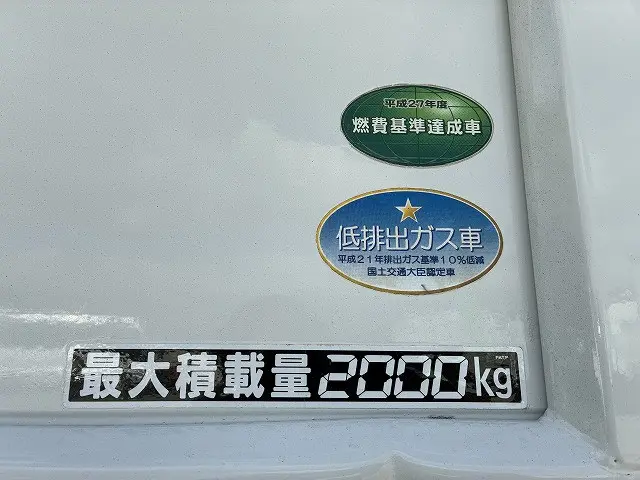 平成27年度
燃費基準達成車
低排出ガス車
平成21年排出ガス基準10%低減
国土交通大臣認定車
最大積載量2000kg